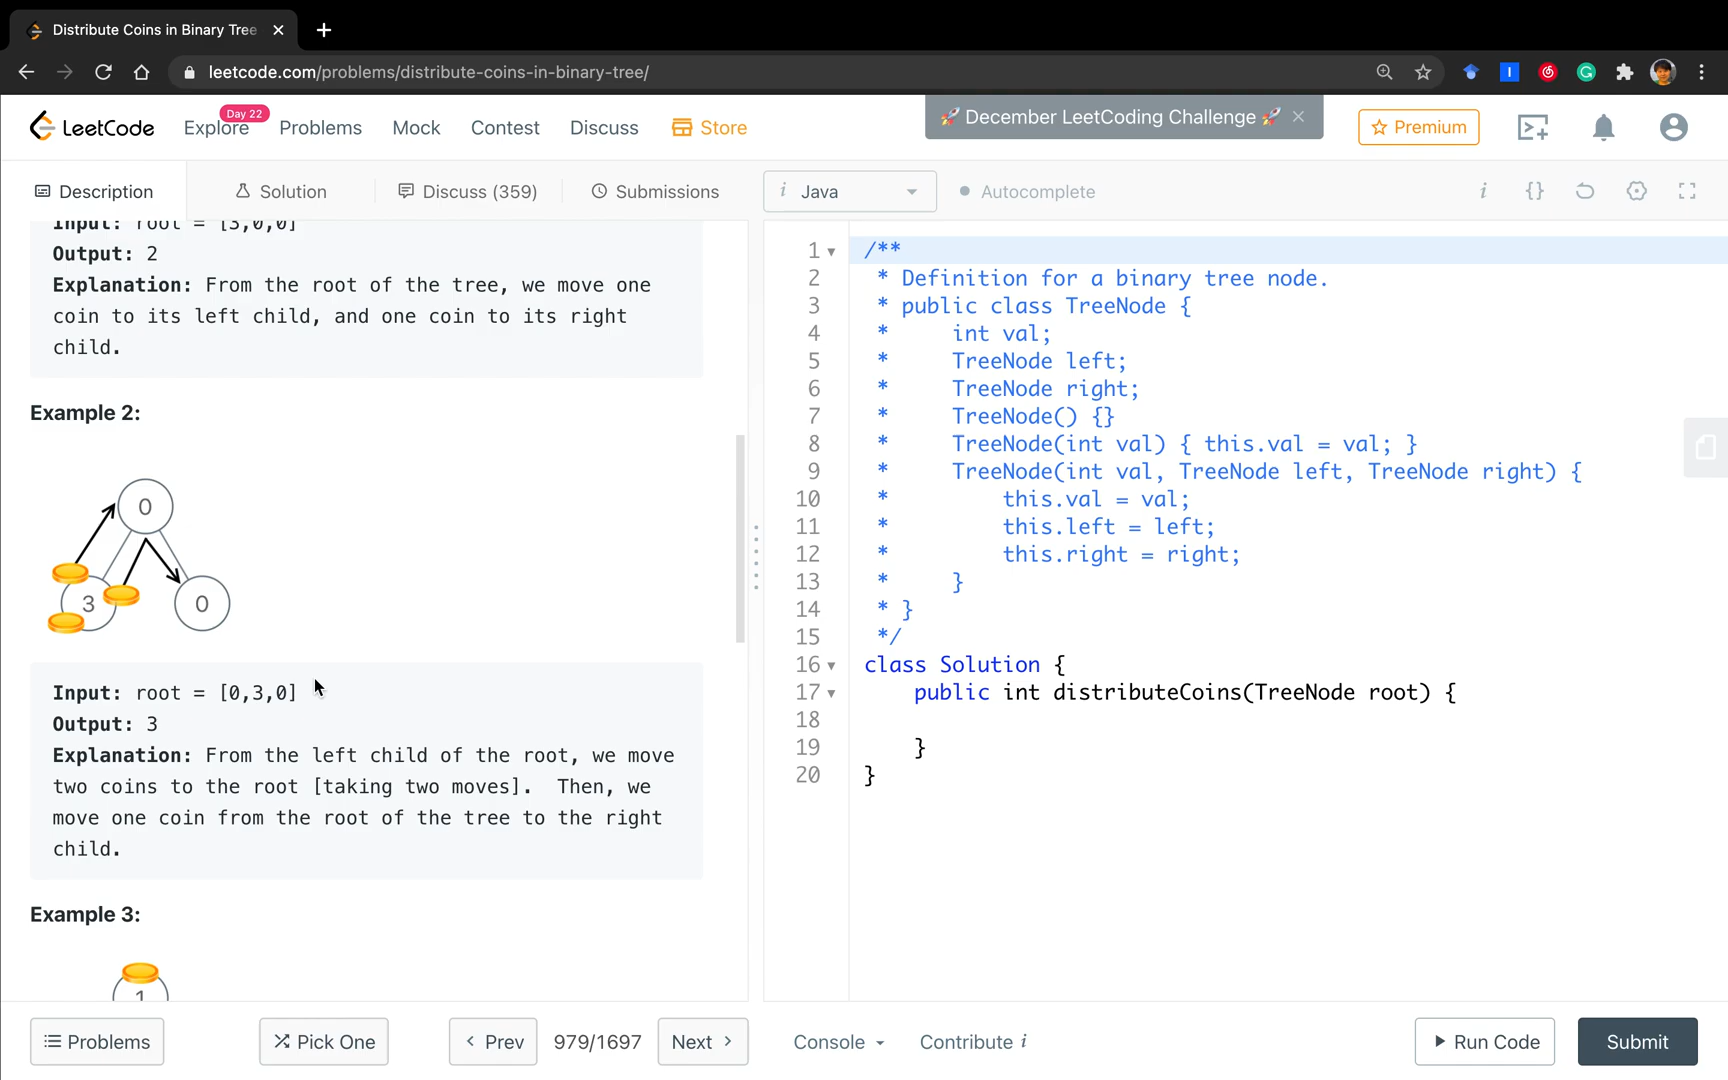 Distribute Coins in Binary Tree
leetcode.com/problems/distribute-coins-in-binary-tree/
LeetCode
Explore
Day 22
Problems
Mock
Contest
Discuss
Store
🚀 December LeetCoding Challenge 🚀
Premium
Description
Solution
Discuss (359)
Submissions
i Java
Autocomplete
i
{}
Input: root = [3,0,0]
Output: 2
Explanation: From the root of the tree, we move one
coin to its left child, and one coin to its right
child.
Example 2:
0
3
0
Input: root = [0,3,0]
Output: 3
Explanation: From the left child of the root, we move
two coins to the root [taking two moves].  Then, we
move one coin from the root of the tree to the right
child.
Example 3:
1
1 /**
2  * Definition for a binary tree node.
3  * public class TreeNode {
4  *     int val;
5  *     TreeNode left;
6  *     TreeNode right;
7  *     TreeNode() {}
8  *     TreeNode(int val) { this.val = val; }
9  *     TreeNode(int val, TreeNode left, TreeNode right) {
10  *         this.val = val;
11  *         this.left = left;
12  *         this.right = right;
13  *     }
14  * }
15  */
16 class Solution {
17     public int distributeCoins(TreeNode root) {
18
19     }
20 }
Problems
Pick One
Prev
979/1697
Next
Console
Contribute i
Run Code
Submit